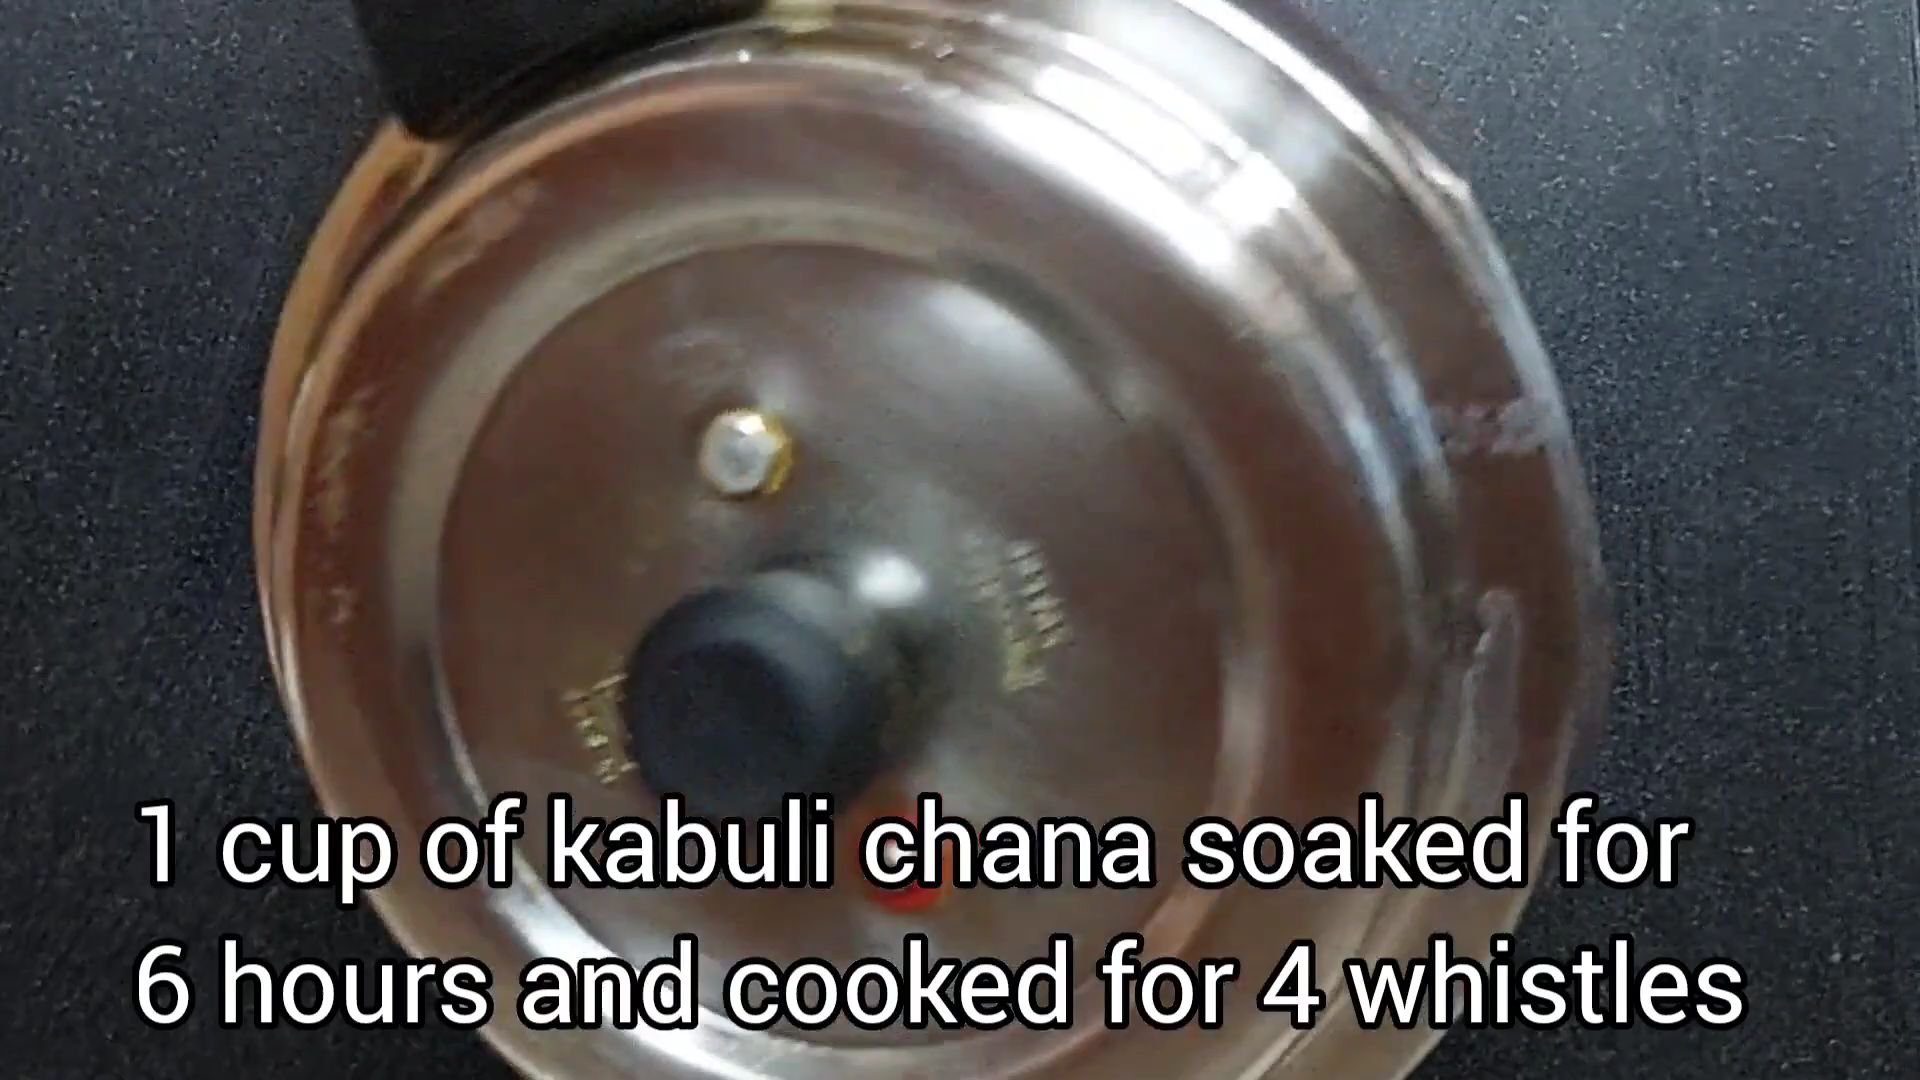 1 cup of kabuli chana soaked for
6 hours and cooked for 4 whistles